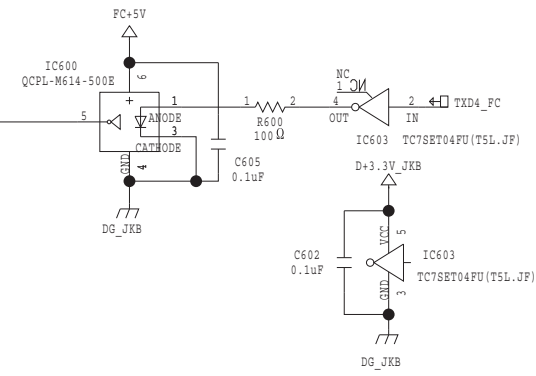 FC+5V
IC600
QCPL-M614-500E
6
+
5
1
ANODE
3
CATHODE
GND
4
DG_JKB
C605
0.1uF
1
2
R600
100Ω
NC
1
NC
4
OUT
2
IN
TXD4_FC
IC603
TC7SET04FU(T5L.JF)
D+3.3V_JKB
VCC
5
C602
0.1uF
IC603
TC7SET04FU(T5L.JF)
GND
3
DG_JKB